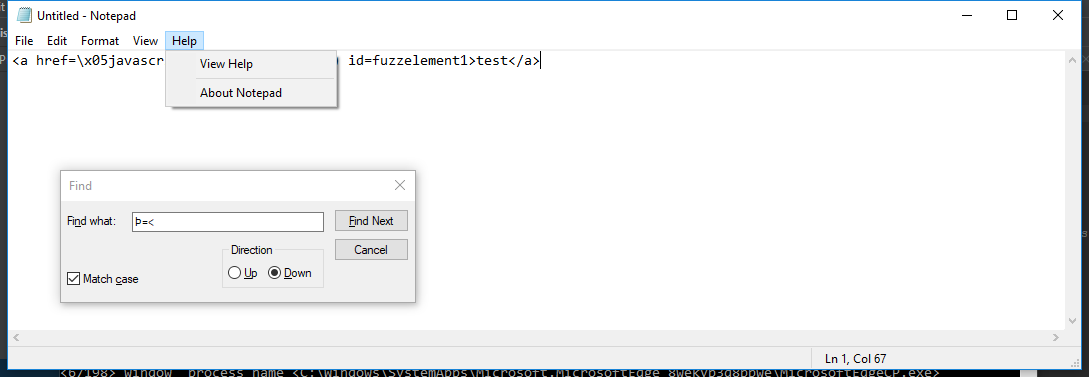 Untitled - Notepad
File Edit Format View Help
<a href=\x05javascr
) id=fuzzelement1>test</a>
View Help
About Notepad
Find
Find what: Þ=<
Find Next
Direction
Cancel
Up Down
Match case
Ln 1, Col 67
<6/198> window process name <C:\Windows\SystemApps\Microsoft.MicrosoftEdge_8wekyb3d8bbwe\MicrosoftEdgeCP.exe>